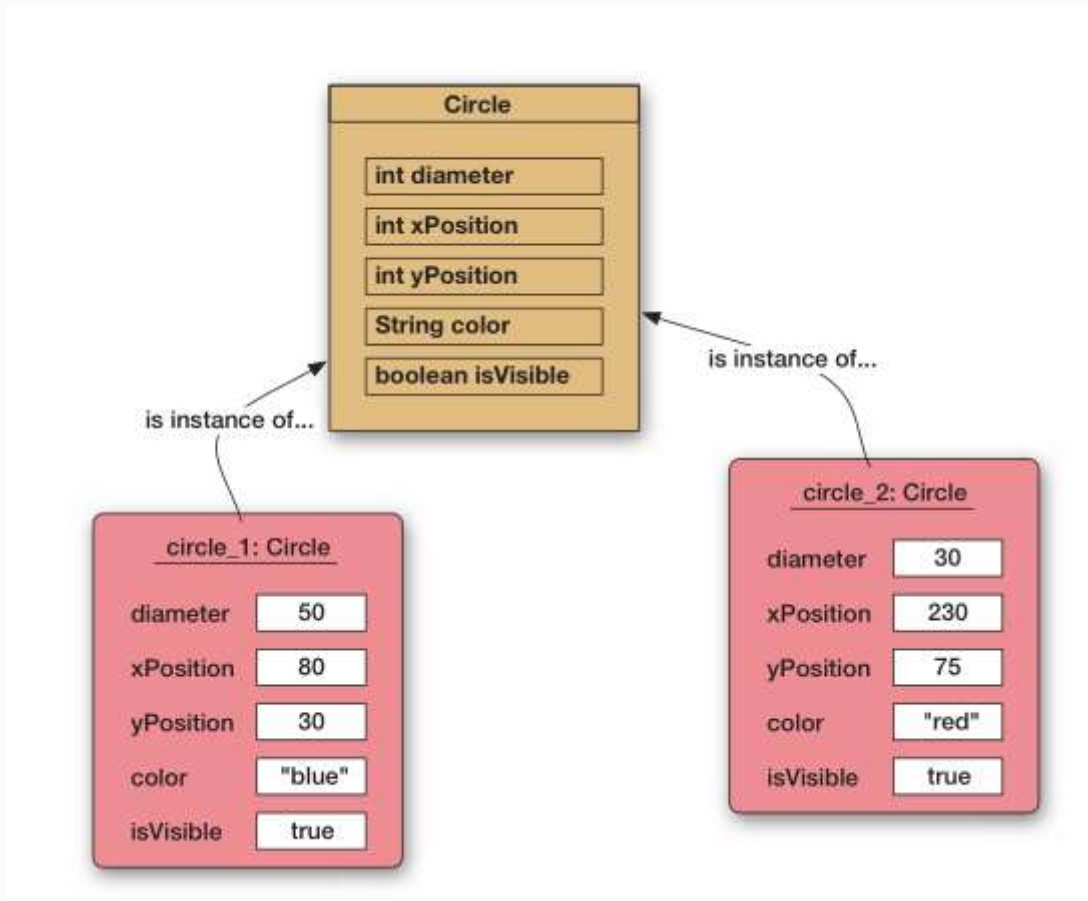 Circle
int diameter
int xPosition
int yPosition
String color
boolean isVisible
is instance of...
is instance of...
circle_1: Circle
diameter 50
xPosition 80
yPosition 30
color "blue"
isVisible true
circle_2: Circle
diameter 30
xPosition 230
yPosition 75
color "red"
isVisible true